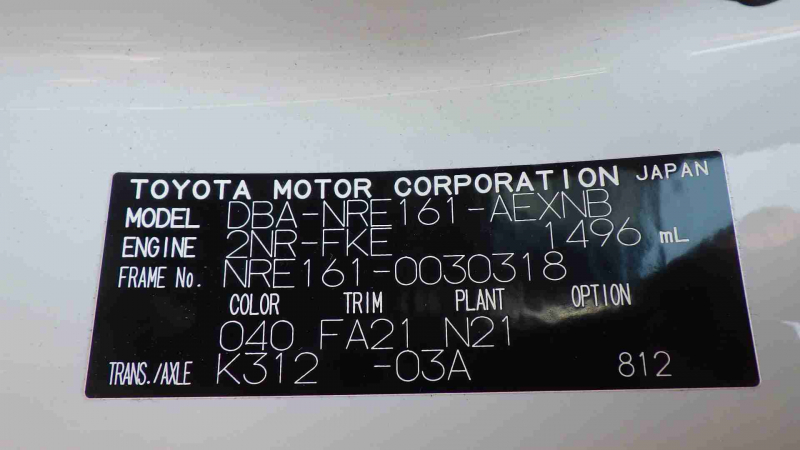 TOYOTA MOTOR CORPORATION JAPAN
MODEL DBA-NRE161-AEXNB
ENGINE 2NR-FKE 1496 mL
FRAME No. NRE161-0030318
COLOR TRIM PLANT OPTION
040 FA21 N21
TRANS./AXLE K312 -03A 812